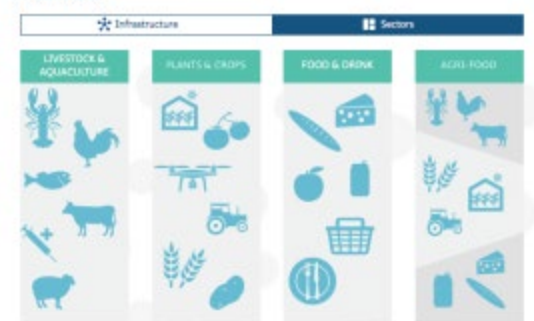 Infrastructure
Sectors
LIVESTOCK &
AQUACULTURE
PLANTS & CROPS
FOOD & DRINK
AGRI-FOOD